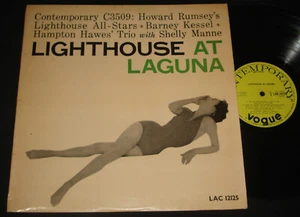 Contemporary C3509: Howard Rumsey's
Lighthouse All-Stars * Barney Kessel *
Hampton Hawes' Trio with Shelly Manne
LIGHTHOUSE AT
LAGUNA
LAC 12125
CONTEMPORARY
vogue